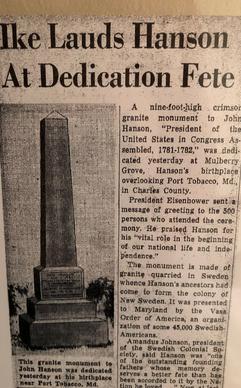 Ike Lauds Hanson
At Dedication Fete
A nine-foot-high crimson
granite monument to John
Hanson, "President of the
United States in Congress As-
sembled, 1781-1782," was dedi-
cated yesterday at Mulberry
Grove, Hanson's birthplace
overlooking Port Tobacco, Md.,
in Charles County.
President Eisenhower sent a
message of greeting to the 500
persons who attended the cere-
mony. He praised Hanson for
his "vital role in the beginning
of our national life and inde-
pendence."
The monument is made of
granite quarried in Sweden
whence Hanson's ancestors had
come to form the colony of
New Sweden. It was presented
to Maryland by the Vasa
Order of America, an organi-
zation of some 45,000 Swedish-
Americans.
Amandus Johnson, president
of the Swedish Colonial So-
ciety, said Hanson was "one
of the outstanding founding
fathers whose memory de-
serves a better fate than has
been accorded to it by the Na-
This granite monument to
John Hanson was dedicated
yesterday at his birthplace
near Port Tobacco, Md.